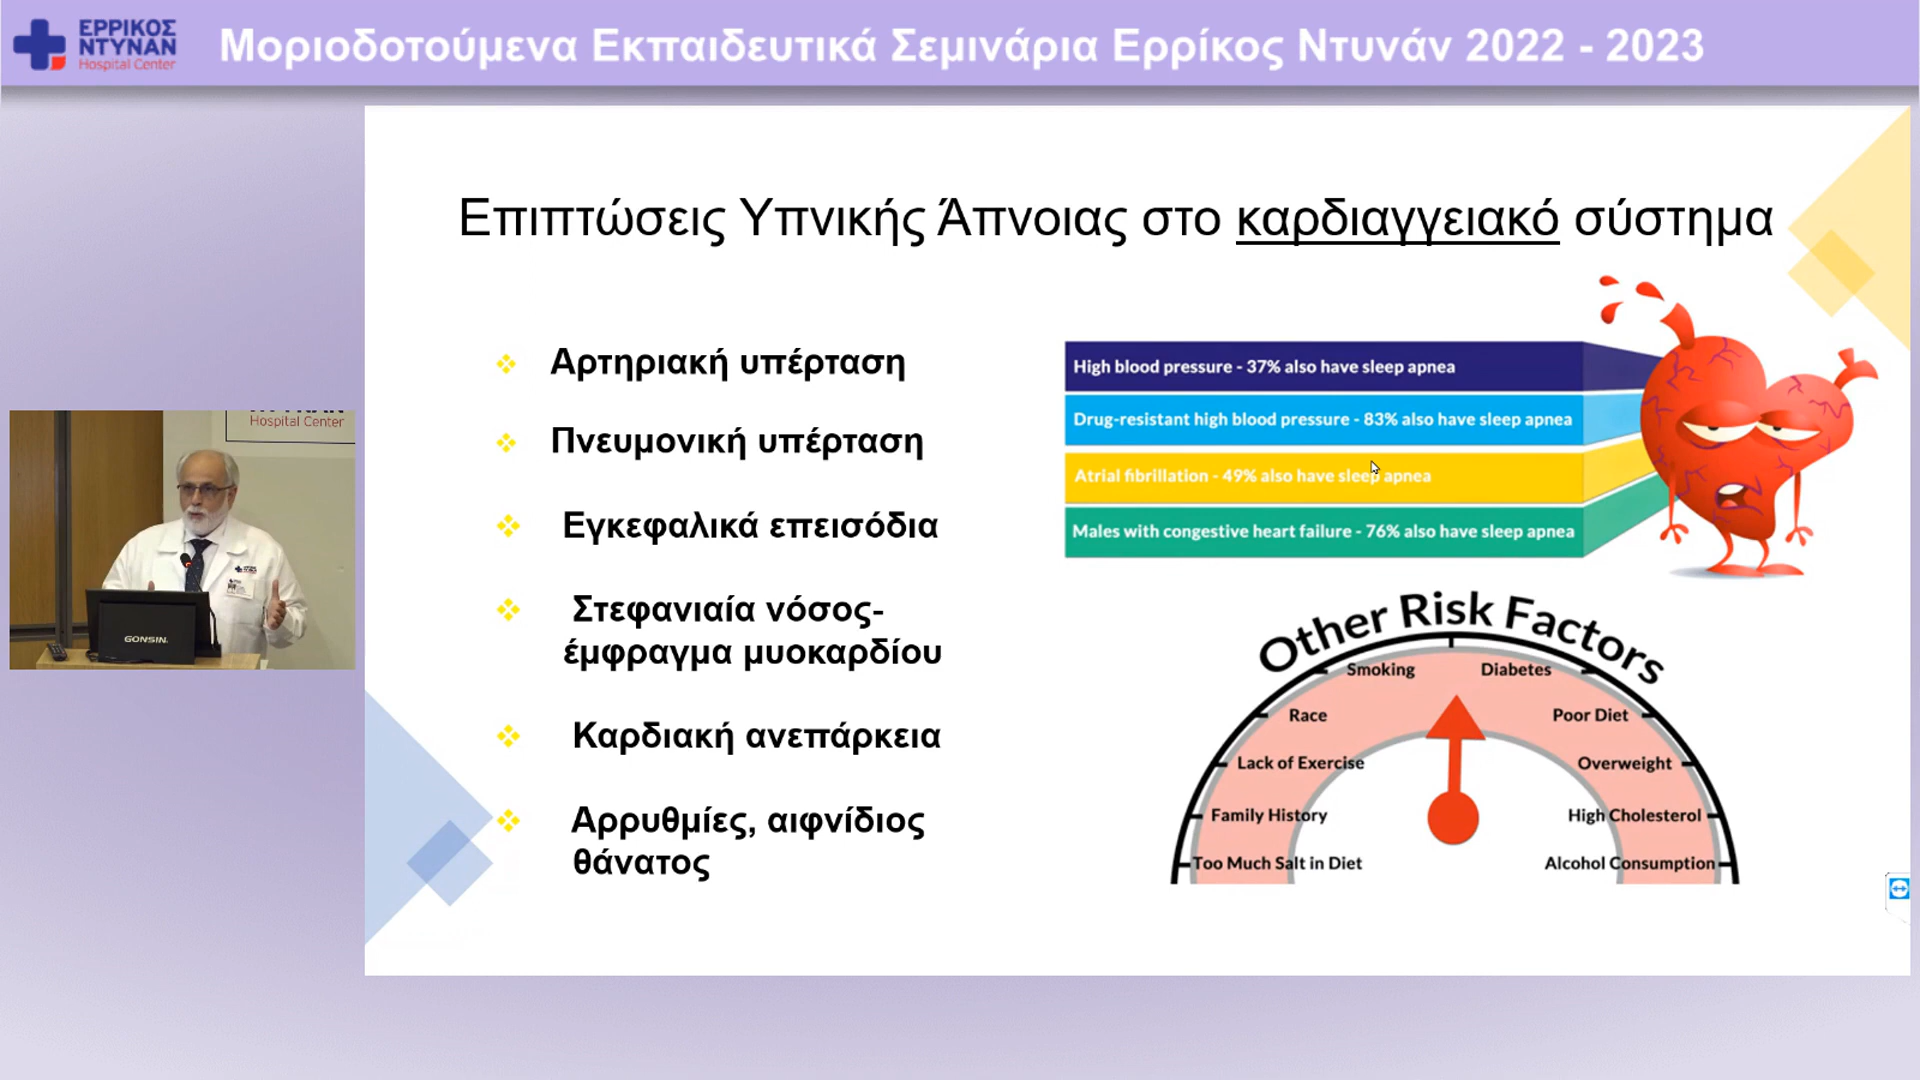 ΕΡΡΙΚΟΣ
ΝΤΥΝΑΝ
Hospital Center
Μοριοδοτούμενα Εκπαιδευτικά Σεμινάρια Ερρίκος Ντυνάν 2022 - 2023
Επιπτώσεις Υπνικής Άπνοιας στο καρδιαγγειακό σύστημα
Αρτηριακή υπέρταση
Πνευμονική υπέρταση
Εγκεφαλικά επεισόδια
Στεφανιαία νόσος-
έμφραγμα μυοκαρδίου
Καρδιακή ανεπάρκεια
Αρρυθμίες, αιφνίδιος
θάνατος
High blood pressure - 37% also have sleep apnea
Drug-resistant high blood pressure - 83% also have sleep apnea
Atrial fibrillation - 49% also have sleep apnea
Males with congestive heart failure - 76% also have sleep apnea
Other Risk Factors
Smoking
Diabetes
Race
Poor Diet
Lack of Exercise
Overweight
Family History
High Cholesterol
Too Much Salt in Diet
Alcohol Consumption
Hospital Center
GONSIN